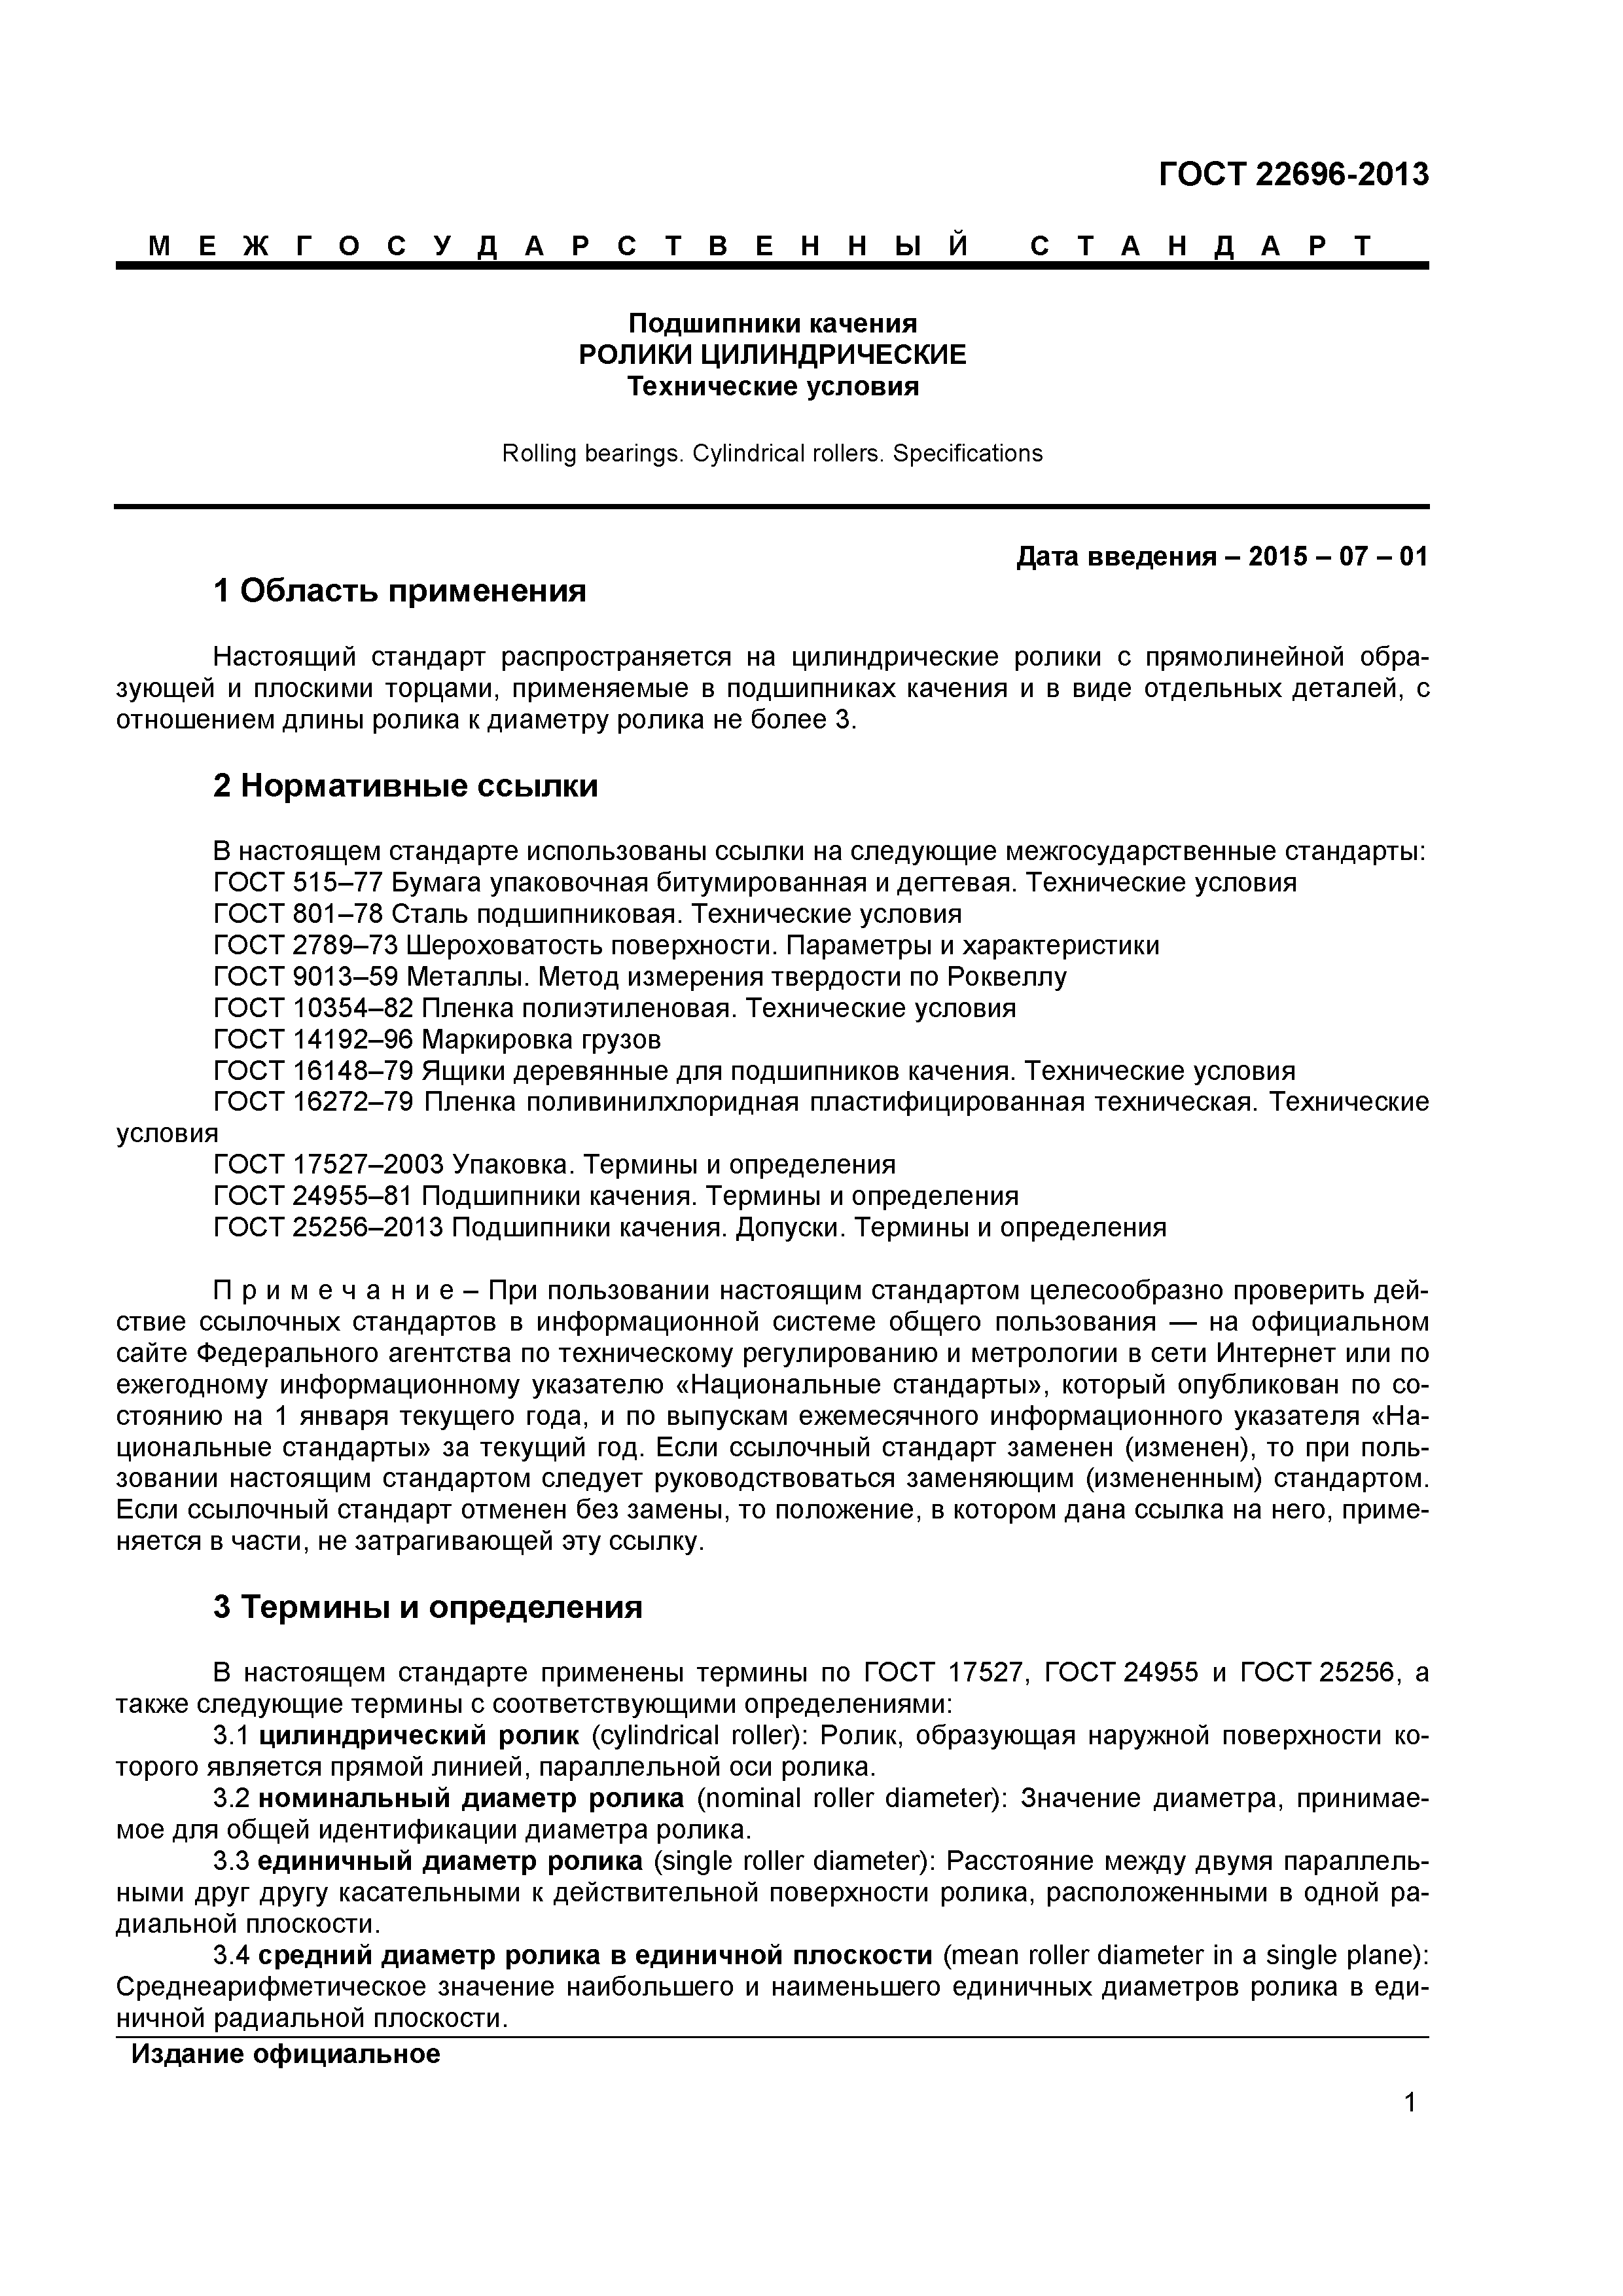 ГОСТ 22696-2013
МЕЖГОСУДАРСТВЕННЫЙ СТАНДАРТ
Подшипники качения
РОЛИКИ ЦИЛИНДРИЧЕСКИЕ
Технические условия
Rolling bearings. Cylindrical rollers. Specifications
Дата введения – 2015 – 07 – 01
1 Область применения
Настоящий стандарт распространяется на цилиндрические ролики с прямолинейной обра-
зующей и плоскими торцами, применяемые в подшипниках качения и в виде отдельных деталей, с
отношением длины ролика к диаметру ролика не более 3.
2 Нормативные ссылки
В настоящем стандарте использованы ссылки на следующие межгосударственные стандарты:
ГОСТ 515–77 Бумага упаковочная битумированная и дегтевая. Технические условия
ГОСТ 801–78 Сталь подшипниковая. Технические условия
ГОСТ 2789–73 Шероховатость поверхности. Параметры и характеристики
ГОСТ 9013–59 Металлы. Метод измерения твердости по Роквеллу
ГОСТ 10354–82 Пленка полиэтиленовая. Технические условия
ГОСТ 14192–96 Маркировка грузов
ГОСТ 16148–79 Ящики деревянные для подшипников качения. Технические условия
ГОСТ 16272–79 Пленка поливинилхлоридная пластифицированная техническая. Технические
условия
ГОСТ 17527–2003 Упаковка. Термины и определения
ГОСТ 24955–81 Подшипники качения. Термины и определения
ГОСТ 25256–2013 Подшипники качения. Допуски. Термины и определения
П р и м е ч а н и е – При пользовании настоящим стандартом целесообразно проверить дей-
ствие ссылочных стандартов в информационной системе общего пользования — на официальном
сайте Федерального агентства по техническому регулированию и метрологии в сети Интернет или по
ежегодному информационному указателю «Национальные стандарты», который опубликован по со-
стоянию на 1 января текущего года, и по выпускам ежемесячного информационного указателя «На-
циональные стандарты» за текущий год. Если ссылочный стандарт заменен (изменен), то при поль-
зовании настоящим стандартом следует руководствоваться заменяющим (измененным) стандартом.
Если ссылочный стандарт отменен без замены, то положение, в котором дана ссылка на него, приме-
няется в части, не затрагивающей эту ссылку.
3 Термины и определения
В настоящем стандарте применены термины по ГОСТ 17527, ГОСТ 24955 и ГОСТ 25256, а
также следующие термины с соответствующими определениями:
3.1 цилиндрический ролик (cylindrical roller): Ролик, образующая наружной поверхности ко-
торого является прямой линией, параллельной оси ролика.
3.2 номинальный диаметр ролика (nominal roller diameter): Значение диаметра, принимае-
мое для общей идентификации диаметра ролика.
3.3 единичный диаметр ролика (single roller diameter): Расстояние между двумя параллель-
ными друг другу касательными к действительной поверхности ролика, расположенными в одной ра-
диальной плоскости.
3.4 средний диаметр ролика в единичной плоскости (mean roller diameter in a single plane):
Среднеарифметическое значение наибольшего и наименьшего единичных диаметров ролика в еди-
ничной радиальной плоскости.
Издание официальное
1